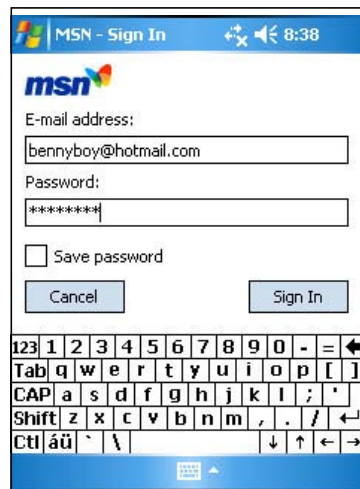 MSN - Sign In 8:38
msn
E-mail address:
bennyboy@hotmail.com
Password:
********
Save password
Cancel Sign In
123 1 2 3 4 5 6 7 8 9 0 - =
Tab q w e r t y u i o p [ ]
CAP a s d f g h j k l ; '
Shift z x c v b n m , . /
Ctl áü ` \